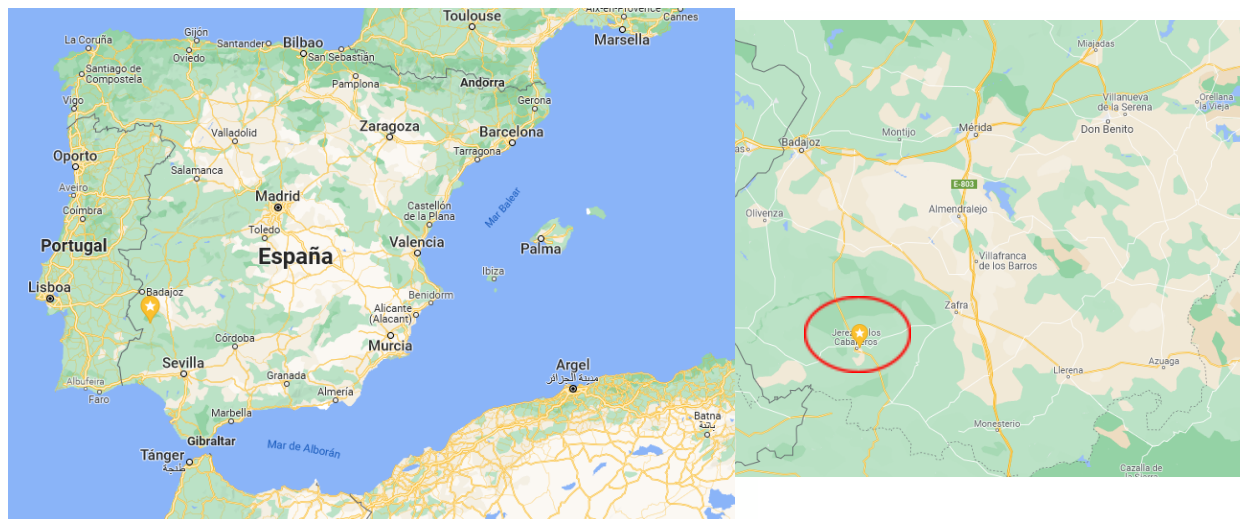 Toulouse
Aix-en-Provence
Cannes
Marsella
La Coruña
Gijón
Oviedo
Santander
Bilbao
San Sebastián
Santiago de
Compostela
Pamplona
Andorra
Vigo
Gerona
Valladolid
Zaragoza
Barcelona
Tarragona
Oporto
Salamanca
Aveiro
Madrid
Coimbra
Toledo
Castellón
de la Plana
Mar Balear
Portugal
España
Valencia
Palma
Ibiza
Lisboa
Badajoz
Benidorm
Alicante
(Alacant)
Córdoba
Murcia
Sevilla
Granada
Argel
مدينة الجزائر
Albufeira
Faro
Almería
Marbella
Batna
باتنة
Gibraltar
Mar de Alborán
Tánger
طنجة
Miajadas
Villanueva
de la Serena
Orellana
la Vieja
Don Benito
Montijo
Mérida
Badajoz
as
E-803
Olivenza
Almendralejo
Villafranca
de los Barros
Zafra
Jerez los
Caballeros
Azuaga
Llerena
Monesterio
Cazalla de
la Sierra